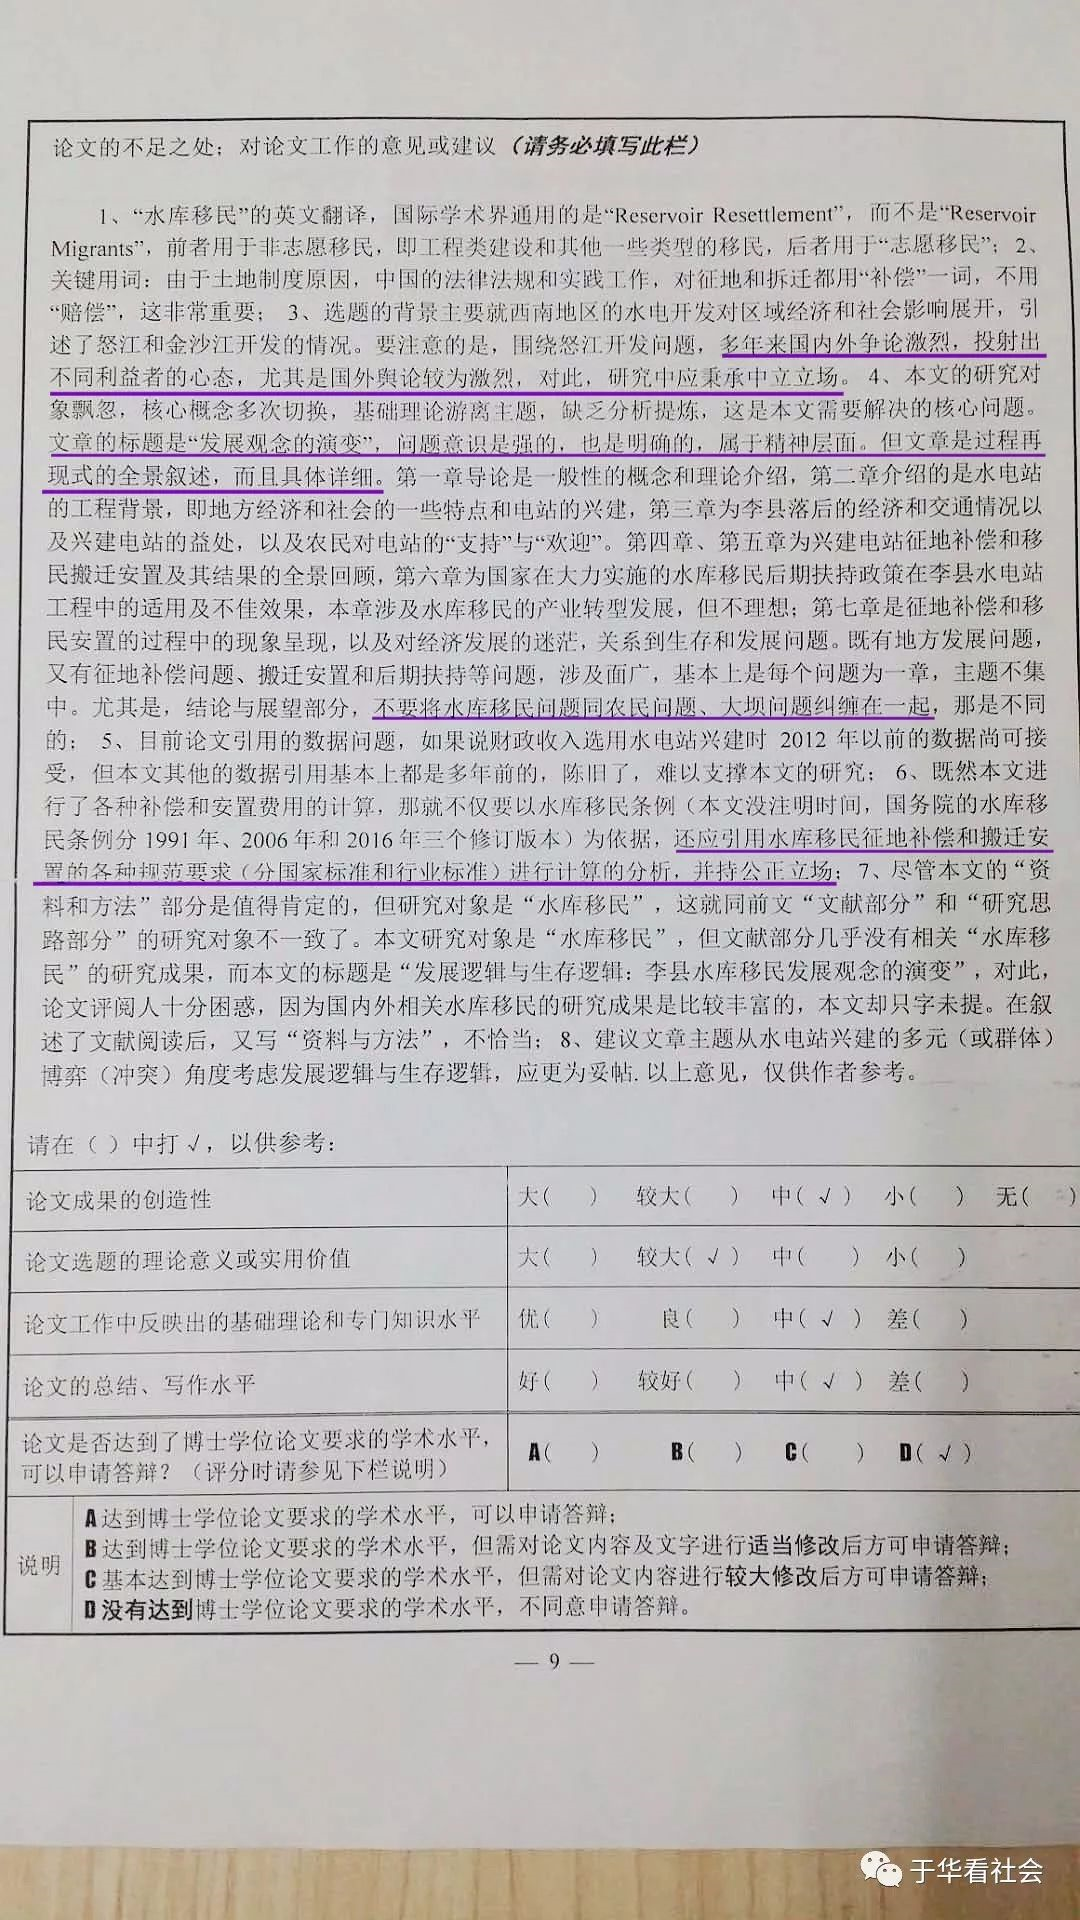 论文的不足之处；对论文工作的意见或建议（请务必填写此栏）
1、“水库移民”的英文翻译，国际学术界通用的是“Reservoir Resettlement”，而不是“Reservoir
Migrants”，前者用于非志愿移民，即工程类建设和其他一些类型的移民，后者用于“志愿移民”；2、
关键用词：由于土地制度原因，中国的法律法规和实践工作，对征地和拆迁都用“补偿”一词，不用
“赔偿”，这非常重要； 3、选题的背景主要就西南地区的水电开发对区域经济和社会影响展开，引
述了怒江和金沙江开发的情况。要注意的是，围绕怒江开发问题，多年来国内外争论激烈，投射出
不同利益者的心态，尤其是国外舆论较为激烈，对此，研究中应秉承中立立场。4、本文的研究对
象飘忽，核心概念多次切换，基础理论游离主题，缺乏分析提炼，这是本文需要解决的核心问题。
文章的标题是“发展观念的演变”，问题意识是强的，也是明确的，属于精神层面。但文章是过程再
现式的全景叙述，而且具体详细。第一章导论是一般性的概念和理论介绍，第二章介绍的是水电站
的工程背景，即地方经济和社会的一些特点和电站的兴建，第三章为李县落后的经济和交通情况以
及兴建电站的益处，以及农民对电站的“支持”与“欢迎”。第四章、第五章为兴建电站征地补偿和移
民搬迁安置及其结果的全景回顾，第六章为国家在大力实施的水库移民后期扶持政策在李县水电站
工程中的适用及不佳效果，本章涉及水库移民的产业转型发展，但不理想；第七章是征地补偿和移
民安置的过程中的现象呈现，以及对经济发展的迷茫，关系到生存和发展问题。既有地方发展问题，
又有征地补偿问题、搬迁安置和后期扶持等问题，涉及面广，基本上是每个问题为一章，主题不集
中。尤其是，结论与展望部分，不要将水库移民问题同农民问题、大坝问题纠缠在一起，那是不同
的； 5、目前论文引用的数据问题，如果说财政收入选用水电站兴建时 2012 年以前的数据尚可接
受，但本文其他的数据引用基本上都是多年前的，陈旧了，难以支撑本文的研究； 6、既然本文进
行了各种补偿和安置费用的计算，那就不仅要以水库移民条例（本文没注明时间，国务院的水库移
民条例分 1991 年、2006 年和 2016 年三个修订版本）为依据，还应引用水库移民征地补偿和搬迁安
置的各种规范要求（分国家标准和行业标准）进行计算的分析，并持公正立场；7、尽管本文的“资
料和方法”部分是值得肯定的，但研究对象是“水库移民”，这就同前文“文献部分”和“研究思
路部分”的研究对象不一致了。本文研究对象是“水库移民”，但文献部分几乎没有相关“水库移
民”的研究成果，而本文的标题是“发展逻辑与生存逻辑：李县水库移民发展观念的演变”，对此，
论文评阅人十分困惑，因为国内外相关水库移民的研究成果是比较丰富的，本文却只字未提。在叙
述了文献阅读后，又写“资料与方法”，不恰当；8、建议文章主题从水电站兴建的多元（或群体）
博弈（冲突）角度考虑发展逻辑与生存逻辑，应更为妥帖.以上意见，仅供作者参考。
请在（ ）中打√，以供参考：
论文成果的创造性 大( ) 较大( ) 中(√) 小( ) 无( )
论文选题的理论意义或实用价值 大( ) 较大(√) 中( ) 小( )
论文工作中反映出的基础理论和专门知识水平 优( ) 良( ) 中(√) 差( )
论文的总结、写作水平 好( ) 较好( ) 中(√) 差( )
论文是否达到了博士学位论文要求的学术水平，
可以申请答辩？（评分时请参见下栏说明） A( ) B( ) C( ) D(√)
说明
A 达到博士学位论文要求的学术水平，可以申请答辩；
B 达到博士学位论文要求的学术水平，但需对论文内容及文字进行适当修改后方可申请答辩；
C 基本达到博士学位论文要求的学术水平，但需对论文内容进行较大修改后方可申请答辩；
D 没有达到博士学位论文要求的学术水平，不同意申请答辩。
— 9 —
于华看社会